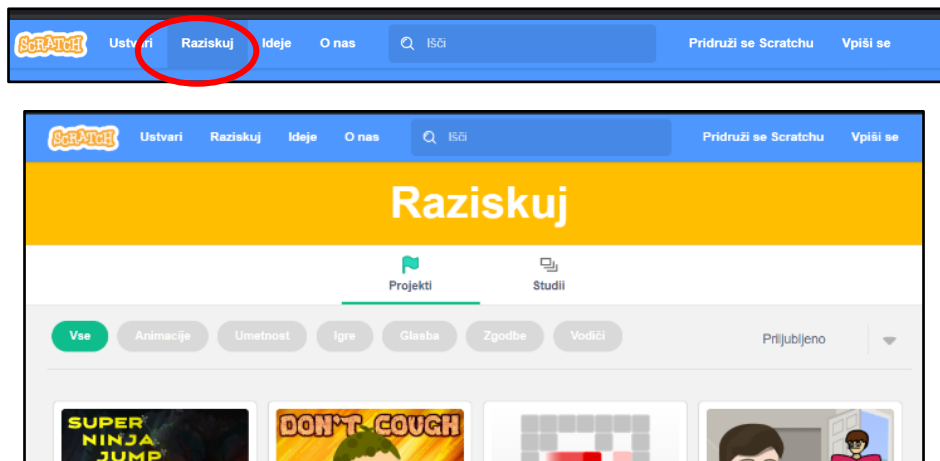 SCRATCH Ustvari Raziskuj Ideje O nas Išči Pridruži se Scratchu Vpiši se
SCRATCH Ustvari Raziskuj Ideje O nas Išči Pridruži se Scratchu Vpiši se
Raziskuj
Projekti Studii
Vse Animacije Umetnost Igre Glasba Zgodbe Vodiči Priljubljeno
SUPER
NINJA
JUMP
DON'T COUGH